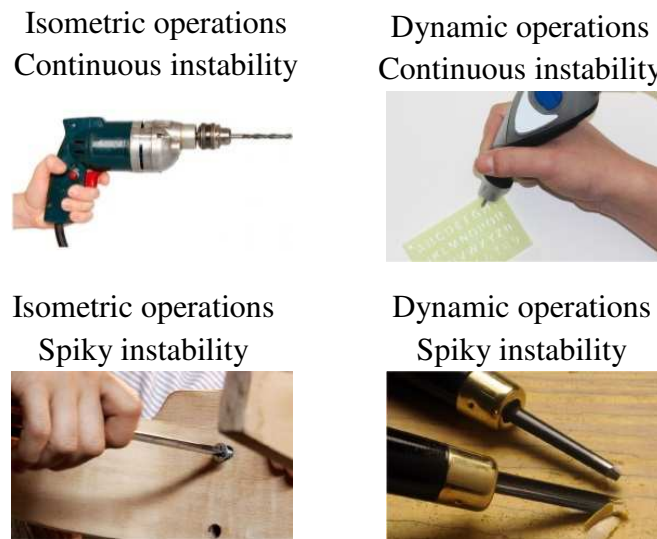 Isometric operations
Continuous instability
Dynamic operations
Continuous instability
Isometric operations
Spiky instability
Dynamic operations
Spiky instability